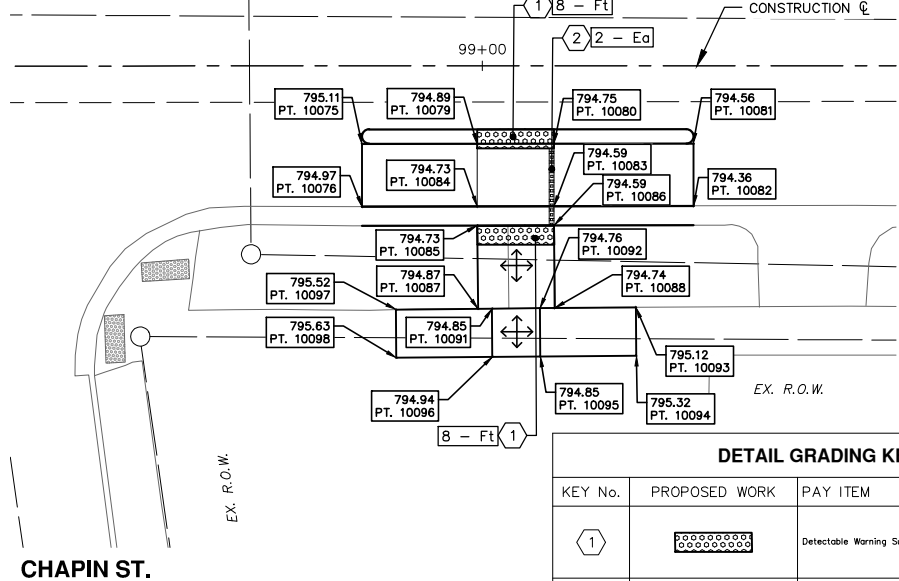 CONSTRUCTION ℄
1 8 - Ft
2 2 - Ea
99+00
795.11
PT. 10075
794.89
PT. 10079
794.75
PT. 10080
794.56
PT. 10081
794.97
PT. 10076
794.73
PT. 10084
794.59
PT. 10083
794.59
PT. 10086
794.36
PT. 10082
794.73
PT. 10085
794.76
PT. 10092
795.52
PT. 10097
794.87
PT. 10087
794.74
PT. 10088
795.63
PT. 10098
794.85
PT. 10091
795.12
PT. 10093
794.94
PT. 10096
794.85
PT. 10095
795.32
PT. 10094
EX. R.O.W.
8 - Ft 1
EX. R.O.W.
CHAPIN ST.
DETAIL GRADING
KEY No. PROPOSED WORK PAY ITEM
1 Detectable Warning